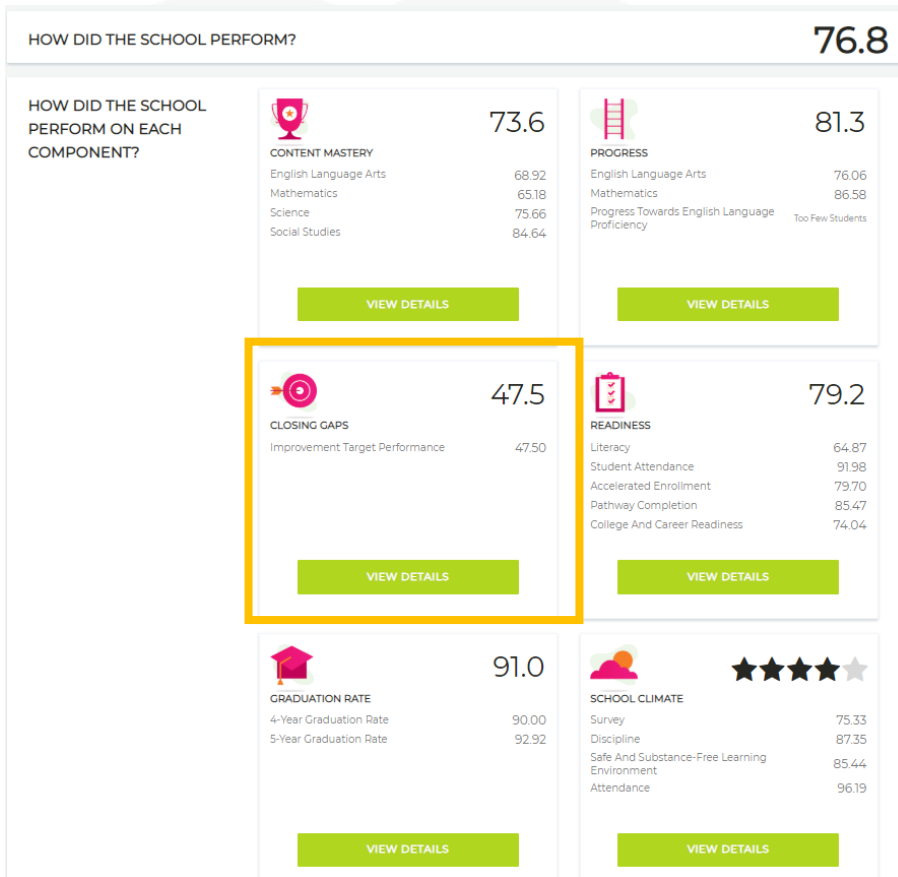 HOW DID THE SCHOOL PERFORM? 76.8
HOW DID THE SCHOOL
PERFORM ON EACH
COMPONENT?
73.6
CONTENT MASTERY
English Language Arts 68.92
Mathematics 65.18
Science 75.66
Social Studies 84.64
VIEW DETAILS
81.3
PROGRESS
English Language Arts 76.06
Mathematics 86.58
Progress Towards English Language
Proficiency Too Few Students
VIEW DETAILS
47.5
CLOSING GAPS
Improvement Target Performance 47.50
VIEW DETAILS
79.2
READINESS
Literacy 64.87
Student Attendance 91.98
Accelerated Enrollment 79.70
Pathway Completion 85.47
College And Career Readiness 74.04
VIEW DETAILS
91.0
GRADUATION RATE
4-Year Graduation Rate 90.00
5-Year Graduation Rate 92.92
VIEW DETAILS
SCHOOL CLIMATE
Survey 75.33
Discipline 87.35
Safe And Substance-Free Learning
Environment 85.44
Attendance 96.19
VIEW DETAILS